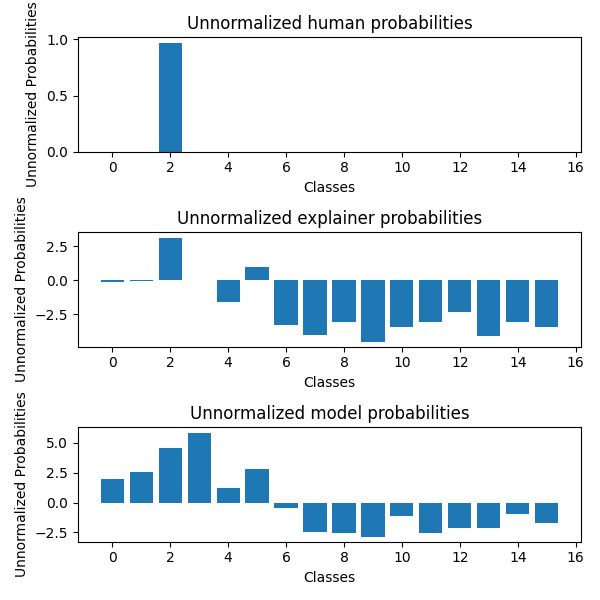 Unnormalized human probabilities
Unnormalized Probabilities
1.0
0.5
0.0
0 2 4 6 8 10 12 14 16
Classes
Unnormalized explainer probabilities
Unnormalized Probabilities
2.5
0.0
−2.5
0 2 4 6 8 10 12 14 16
Classes
Unnormalized model probabilities
Unnormalized Probabilities
5.0
2.5
0.0
−2.5
0 2 4 6 8 10 12 14 16
Classes